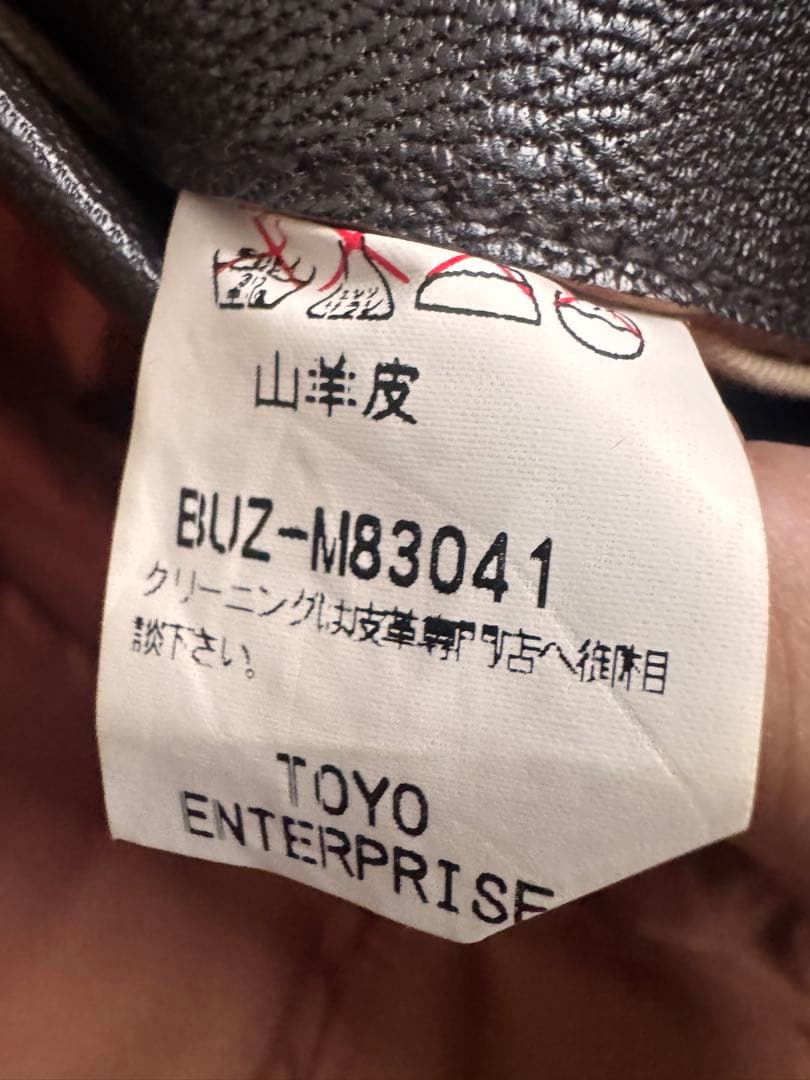 山羊皮
BUZ-M83041
クリーニングは皮革専門店へ御相
談下さい。
TOYO
ENTERPRISE